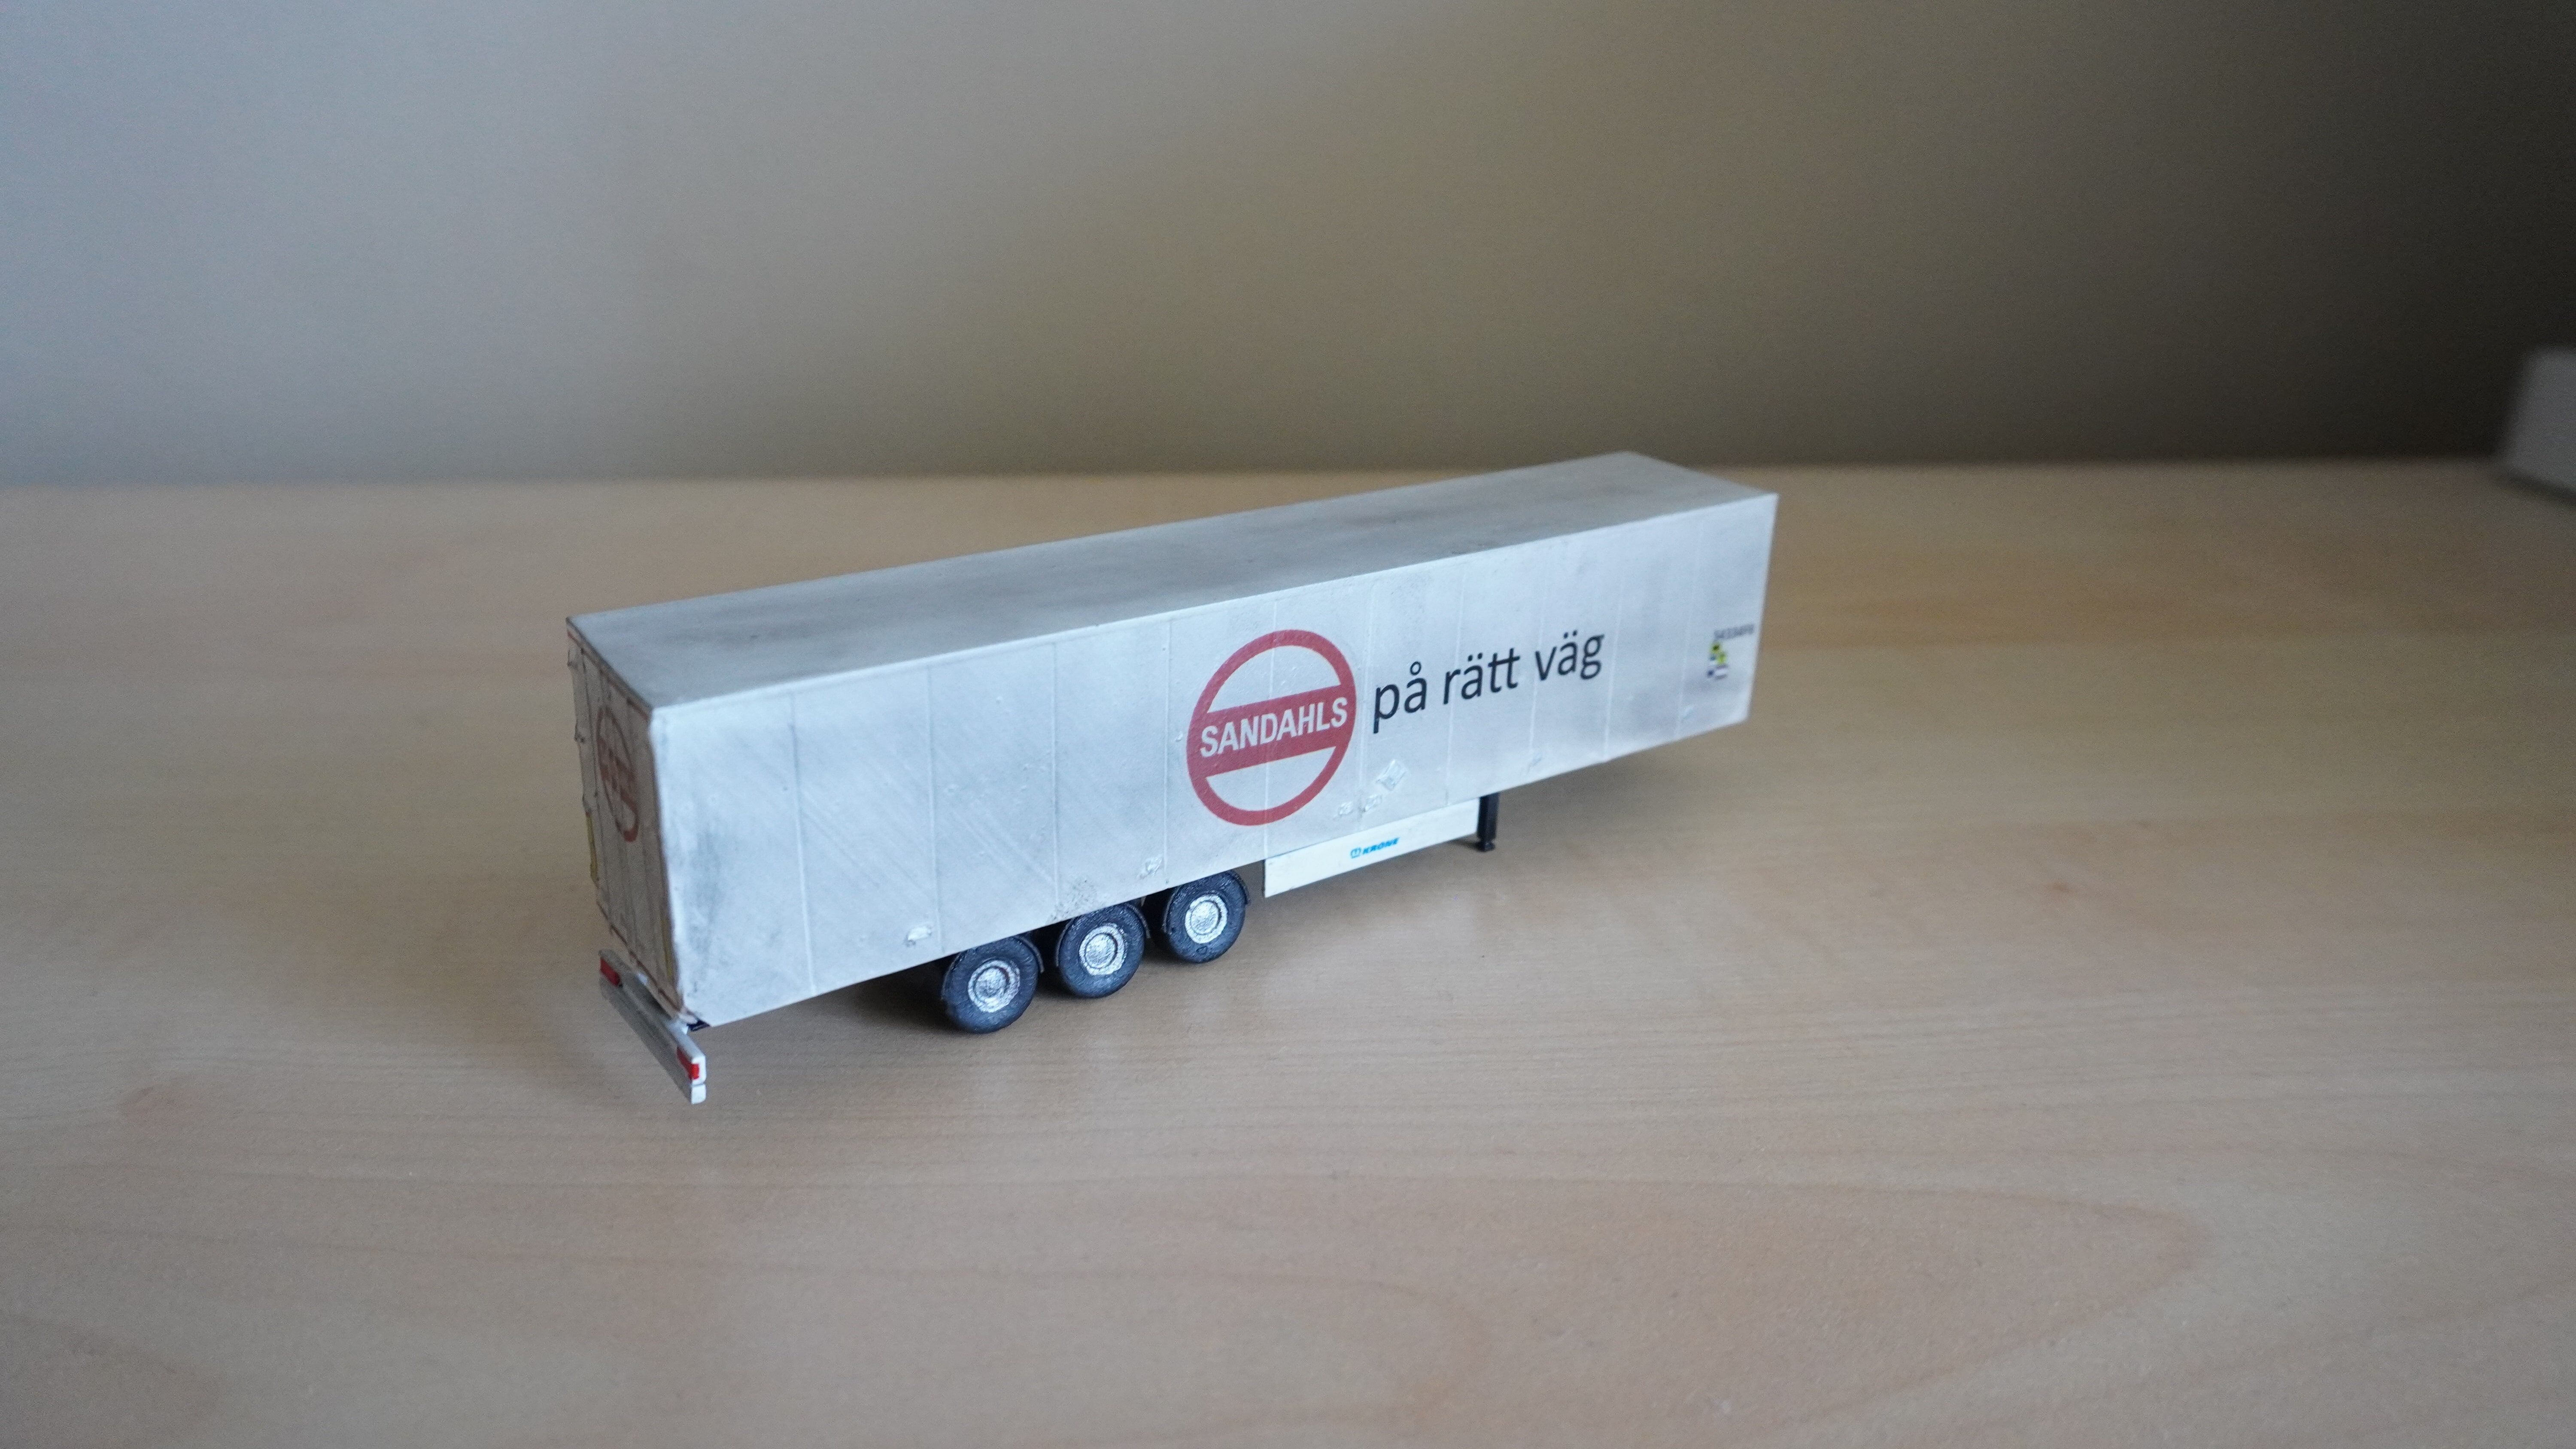 SANDAHLS
på rätt väg
KRONE